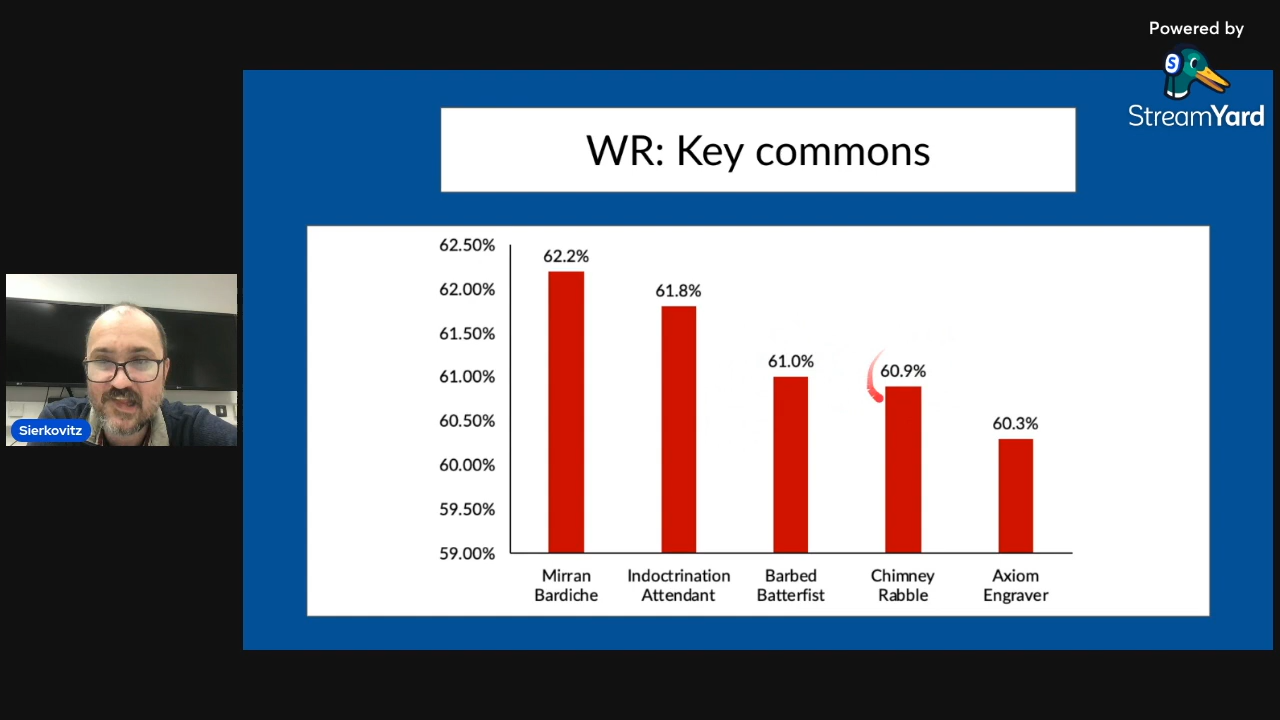 Powered by
StreamYard
WR: Key commons
62.50%
62.00%
61.50%
61.00%
60.50%
60.00%
59.50%
59.00%
62.2%
61.8%
61.0%
60.9%
60.3%
Mirran
Bardiche
Indoctrination
Attendant
Barbed
Batterfist
Chimney
Rabble
Axiom
Engraver
Sierkovitz